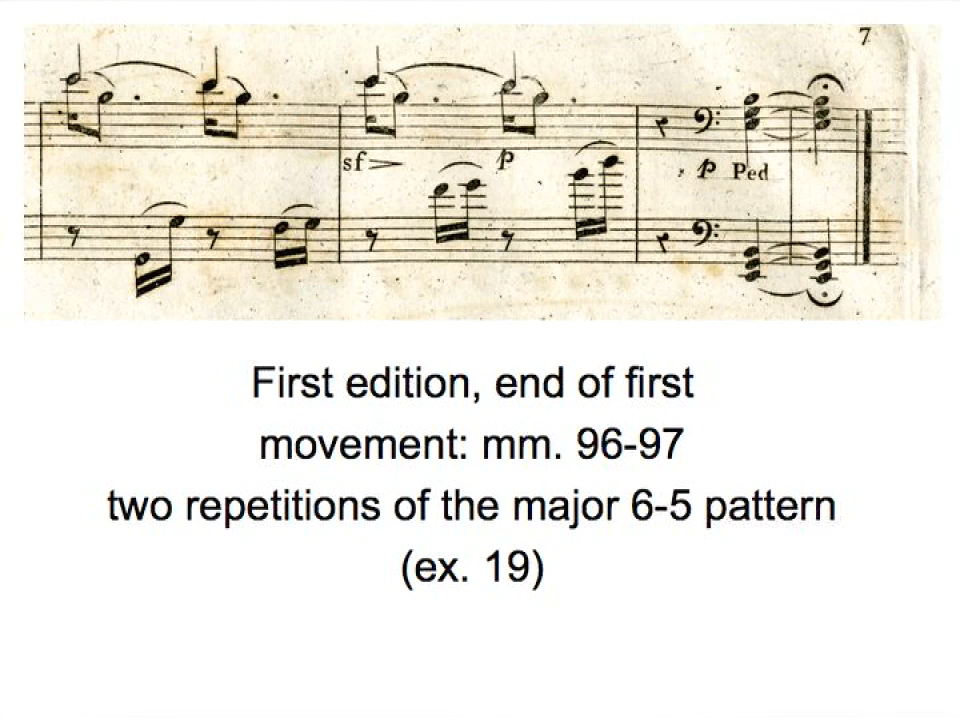 7
sf p
p Ped
First edition, end of first
movement: mm. 96-97
two repetitions of the major 6-5 pattern
(ex. 19)